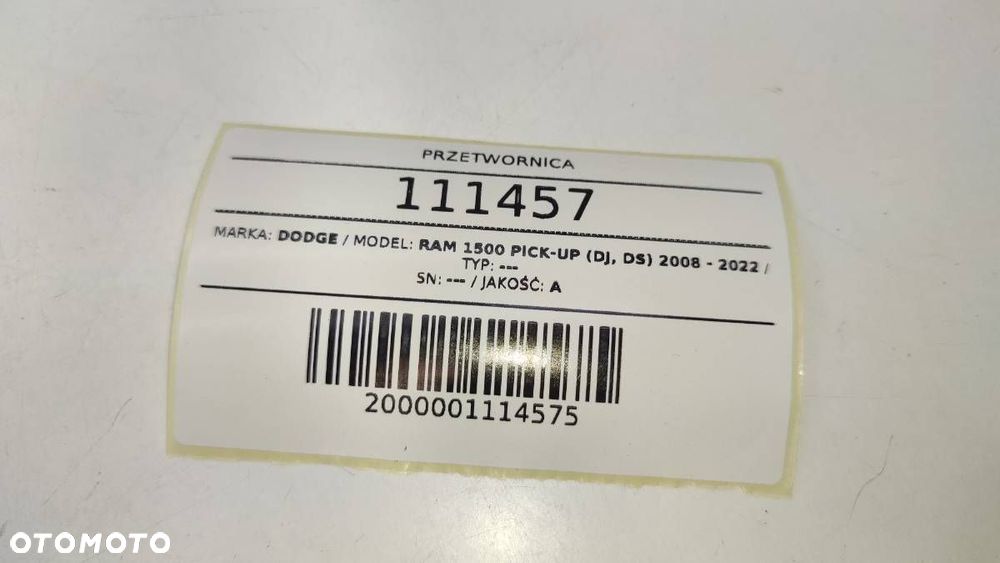 PRZETWORNICA
111457
MARKA: DODGE / MODEL: RAM 1500 PICK-UP (DJ, DS) 2008 - 2022 /
TYP: ---
SN: --- / JAKOŚĆ: A
2000001114575
OTOMOTO